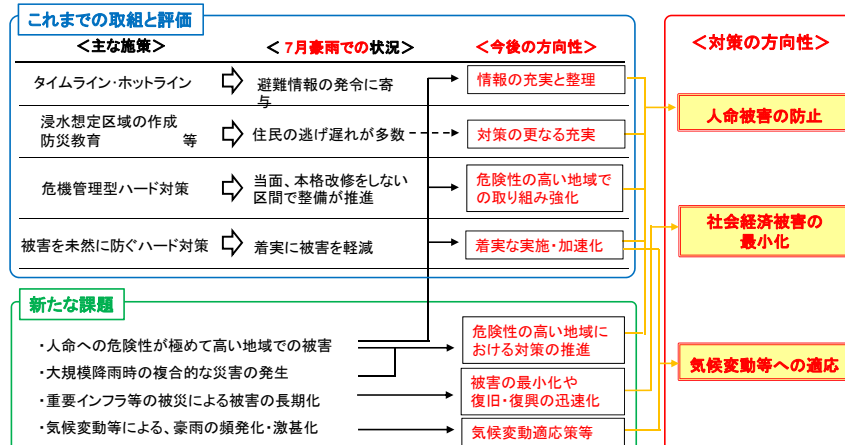 これまでの取組と評価
＜主な施策＞
＜７月豪雨での状況＞
＜今後の方向性＞
＜対策の方向性＞
タイムライン・ホットライン
避難情報の発令に寄
与
情報の充実と整理
浸水想定区域の作成
防災教育　　　等
住民の逃げ遅れが多数
対策の更なる充実
危機管理型ハード対策
当面、本格改修をしない
区間で整備が推進
危険性の高い地域で
の取り組み強化
被害を未然に防ぐハード対策
着実に被害を軽減
着実な実施・加速化
人命被害の防止
社会経済被害の
最小化
気候変動等への適応
新たな課題
・人命への危険性が極めて高い地域での被害
・大規模降雨時の複合的な災害の発生
・重要インフラ等の被災による被害の長期化
・気候変動等による、豪雨の頻発化・激甚化
危険性の高い地域に
おける対策の推進
被害の最小化や
復旧・復興の迅速化
気候変動適応策等